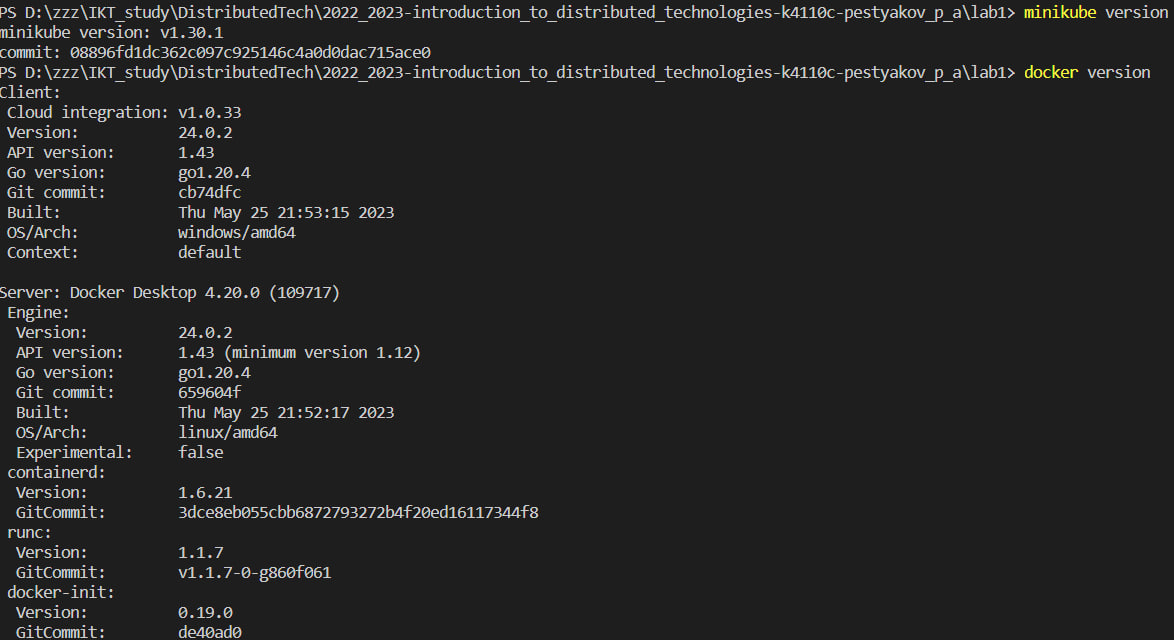 PS D:\zzz\IKT_study\DistributedTech\2022_2023-introduction_to_distributed_technologies-k4110c-pestyakov_p_a\lab1> minikube version
minikube version: v1.30.1
commit: 08896fd1dc362c097c925146c4a0d0dac715ace0
PS D:\zzz\IKT_study\DistributedTech\2022_2023-introduction_to_distributed_technologies-k4110c-pestyakov_p_a\lab1> docker version
Client:
 Cloud integration: v1.0.33
 Version:           24.0.2
 API version:       1.43
 Go version:        go1.20.4
 Git commit:        cb74dfc
 Built:             Thu May 25 21:53:15 2023
 OS/Arch:           windows/amd64
 Context:           default

Server: Docker Desktop 4.20.0 (109717)
 Engine:
  Version:          24.0.2
  API version:      1.43 (minimum version 1.12)
  Go version:       go1.20.4
  Git commit:       659604f
  Built:            Thu May 25 21:52:17 2023
  OS/Arch:          linux/amd64
  Experimental:     false
 containerd:
  Version:          1.6.21
  GitCommit:        3dce8eb055cbb6872793272b4f20ed16117344f8
 runc:
  Version:          1.1.7
  GitCommit:        v1.1.7-0-g860f061
 docker-init:
  Version:          0.19.0
  GitCommit:        de40ad0